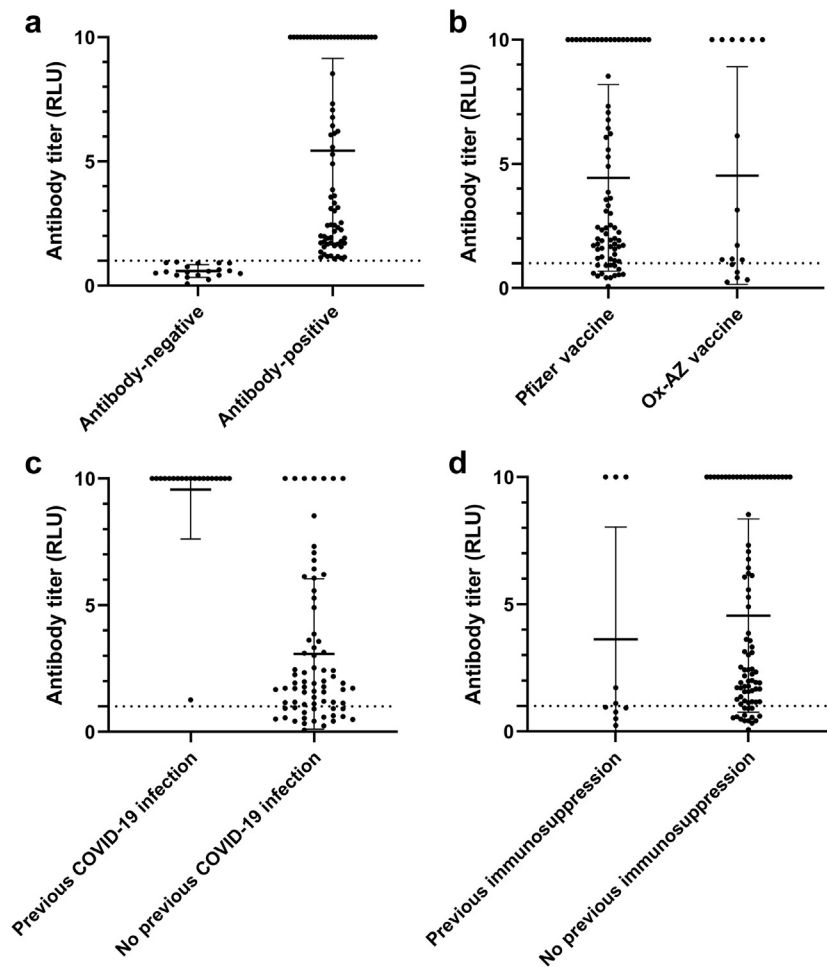 a
Antibody titer (RLU)
10
5
0
Antibody-negative
Antibody-positive
b
Antibody titer (RLU)
10
5
0
Pfizer vaccine
Ox-AZ vaccine
c
Antibody titer (RLU)
10
5
0
Previous COVID-19 infection
No previous COVID-19 infection
d
Antibody titer (RLU)
10
5
0
Previous immunosuppression
No previous immunosuppression